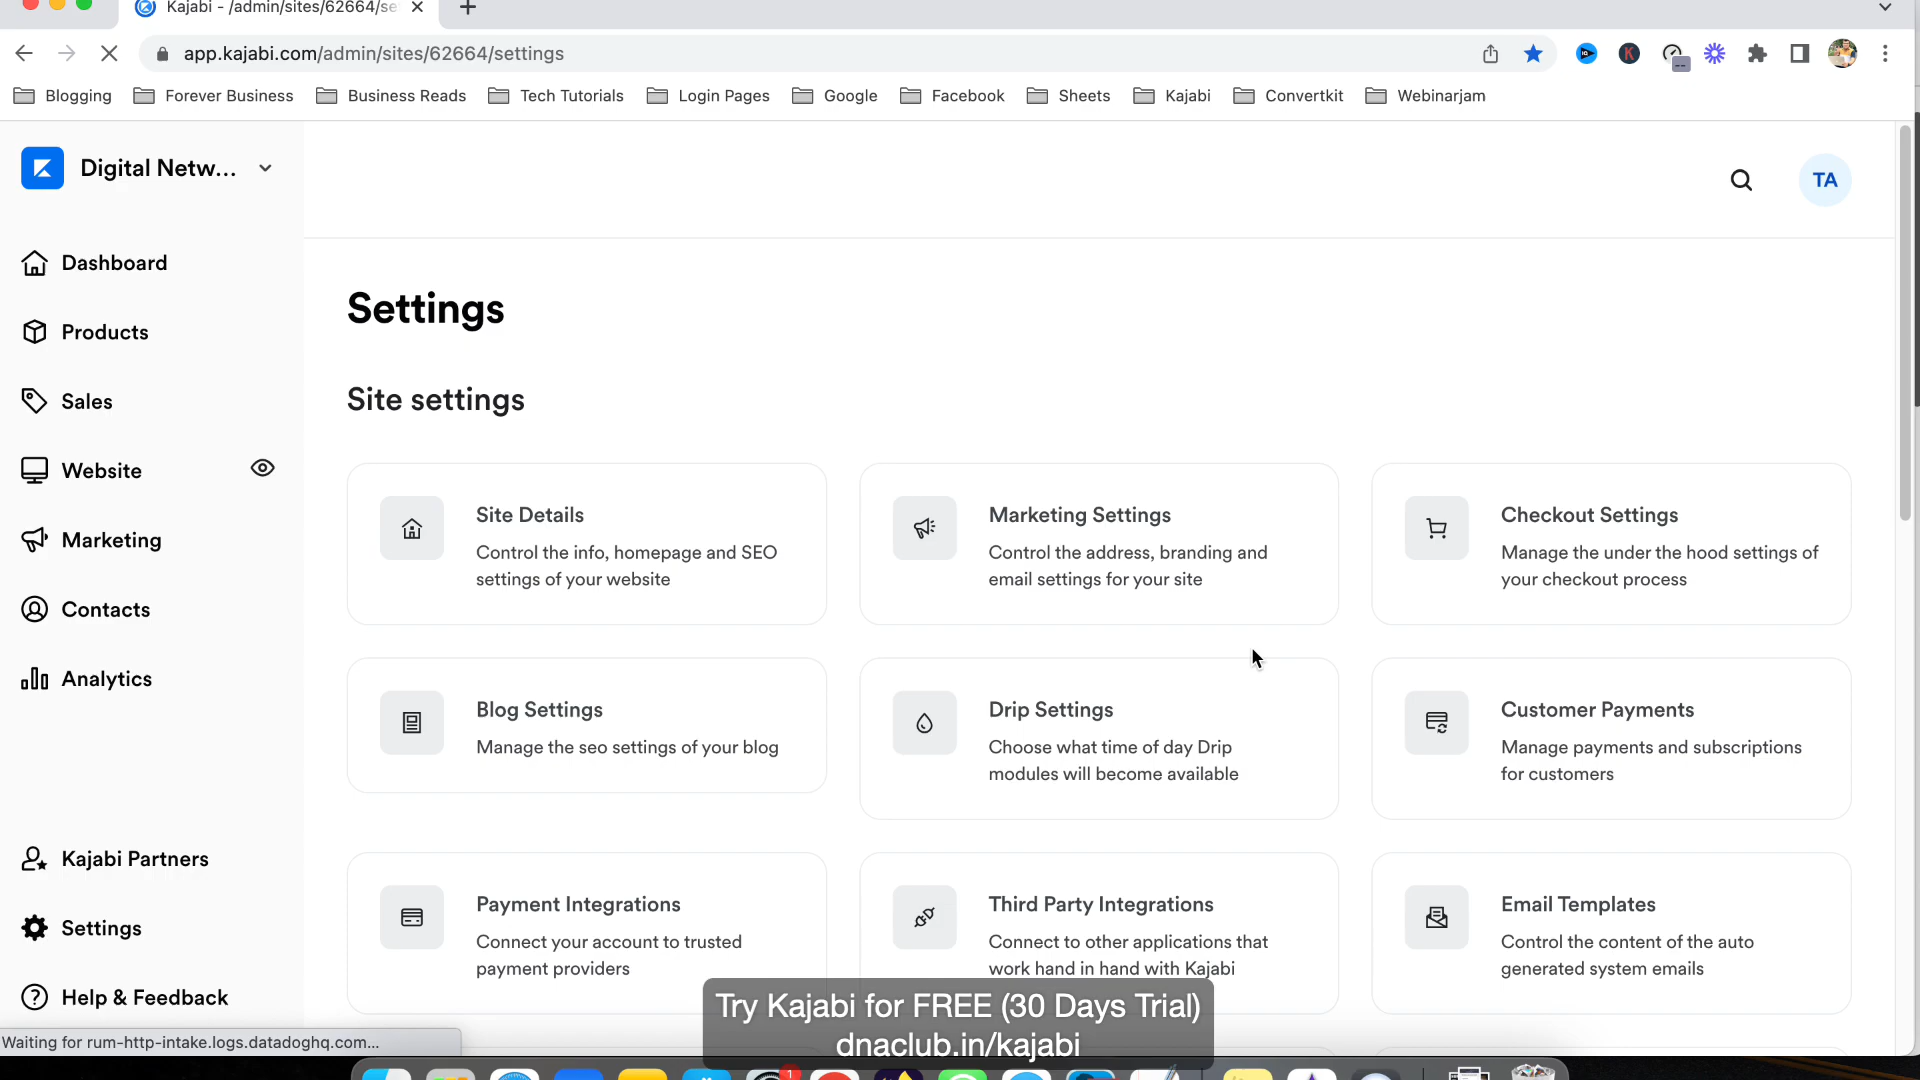 Kajabi - /admin/sites/62664/se
app.kajabi.com/admin/sites/62664/settings
Blogging
Forever Business
Business Reads
Tech Tutorials
Login Pages
Google
Facebook
Sheets
Kajabi
Convertkit
Webinarjam
Digital Netw...
TA
Dashboard
Products
Sales
Website
Marketing
Contacts
Analytics
Kajabi Partners
Settings
Help & Feedback
Settings
Site settings
Site Details
Control the info, homepage and SEO
settings of your website
Marketing Settings
Control the address, branding and
email settings for your site
Checkout Settings
Manage the under the hood settings of
your checkout process
Blog Settings
Manage the seo settings of your blog
Drip Settings
Choose what time of day Drip
modules will become available
Customer Payments
Manage payments and subscriptions
for customers
Payment Integrations
Connect your account to trusted
payment providers
Third Party Integrations
Connect to other applications that
work hand in hand with Kajabi
Email Templates
Control the content of the auto
generated system emails
Waiting for rum-http-intake.logs.datadoghq.com...
Try Kajabi for FREE (30 Days Trial)
dnaclub.in/kajabi
1